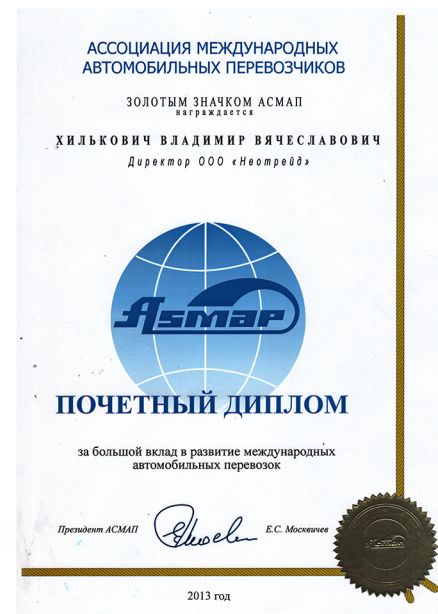 АССОЦИАЦИЯ МЕЖДУНАРОДНЫХ
АВТОМОБИЛЬНЫХ ПЕРЕВОЗЧИКОВ
ЗОЛОТЫМ ЗНАЧКОМ АСМАП
награждается
ХИЛЬКОВИЧ ВЛАДИМИР ВЯЧЕСЛАВОВИЧ
Директор ООО «Неотрейд»
Asmap
ПОЧЕТНЫЙ ДИПЛОМ
за большой вклад в развитие международных
автомобильных перевозок
Президент АСМАП
Е.С. Москвичев
Asmap
2013 год